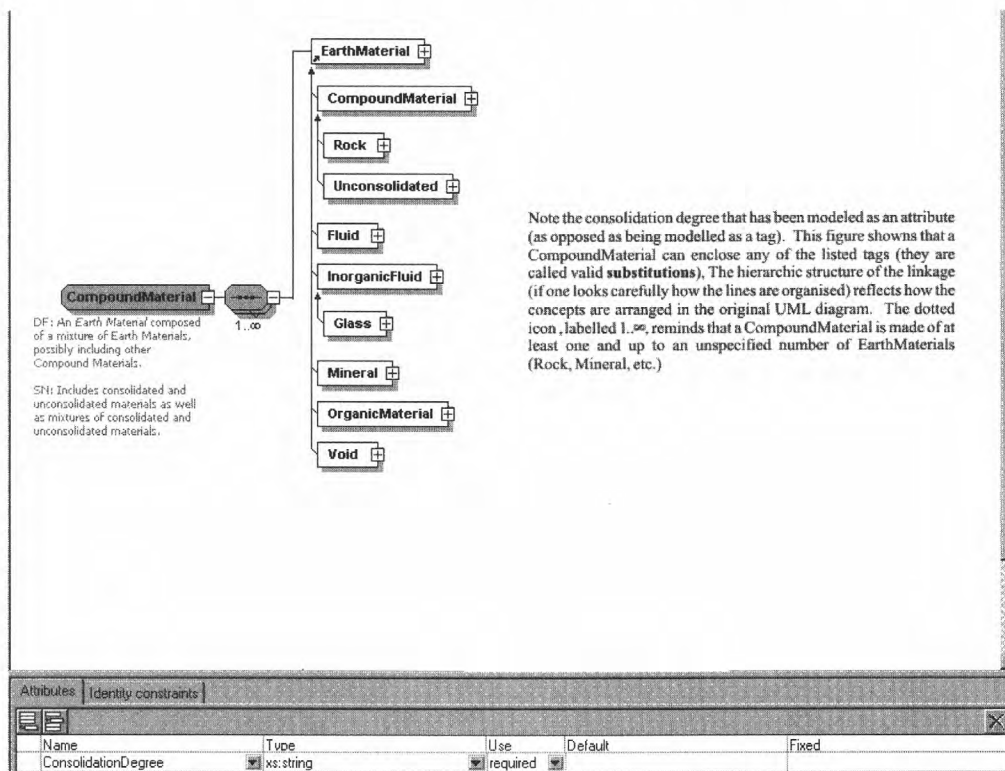 EarthMaterial
CompoundMaterial
Rock
Unconsolidated
Fluid
InorganicFluid
Glass
Mineral
OrganicMaterial
Void
CompoundMaterial
1..∞
DF: An Earth Material composed
of a mixture of Earth Materials,
possibly including other
Compound Materials.
SN: Includes consolidated and
unconsolidated materials as well
as mixtures of consolidated and
unconsolidated materials.
Note the consolidation degree that has been modeled as an attribute
(as opposed as being modelled as a tag). This figure showns that a
CompoundMaterial can enclose any of the listed tags (they are
called valid substitutions), The hierarchic structure of the linkage
(if one looks carefully how the lines are organised) reflects how the
concepts are arranged in the original UML diagram. The dotted
icon , labelled 1..∞, reminds that a CompoundMaterial is made of at
least one and up to an unspecified number of EarthMaterials
(Rock, Mineral, etc.)
Attributes Identity constraints
Name Type Use Default Fixed
ConsolidationDegree xs:string required